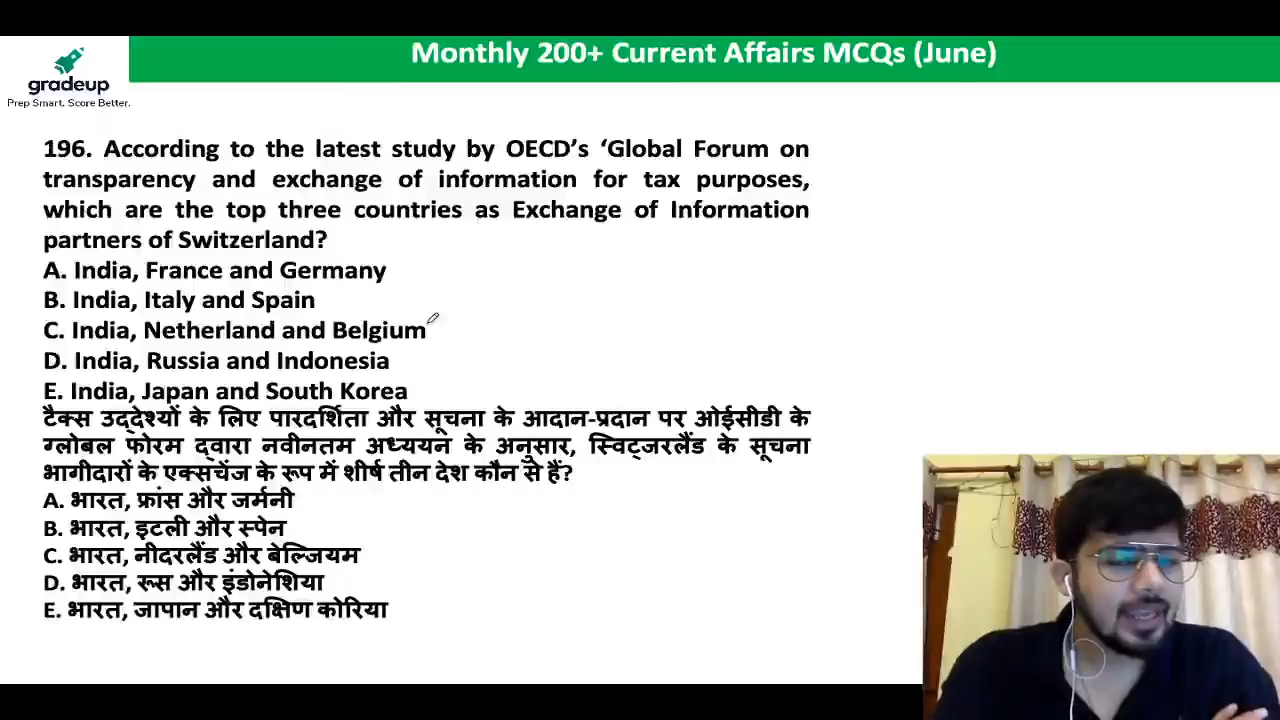 Monthly 200+ Current Affairs MCQs (June)
gradeup
Prep Smart. Score Better.
196. According to the latest study by OECD's ‘Global Forum on
transparency and exchange of information for tax purposes,
which are the top three countries as Exchange of Information
partners of Switzerland?
A. India, France and Germany
B. India, Italy and Spain
C. India, Netherland and Belgium
D. India, Russia and Indonesia
E. India, Japan and South Korea
टैक्स उद्देश्यों के लिए पारदर्शिता और सूचना के आदान-प्रदान पर ओईसीडी के
ग्लोबल फोरम द्वारा नवीनतम अध्ययन के अनुसार, स्विट्जरलैंड के सूचना
भागीदारों के एक्सचेंज के रूप में शीर्ष तीन देश कौन से हैं?
A. भारत, फ्रांस और जर्मनी
B. भारत, इटली और स्पेन
C. भारत, नीदरलैंड और बेल्जियम
D. भारत, रूस और इंडोनेशिया
E. भारत, जापान और दक्षिण कोरिया